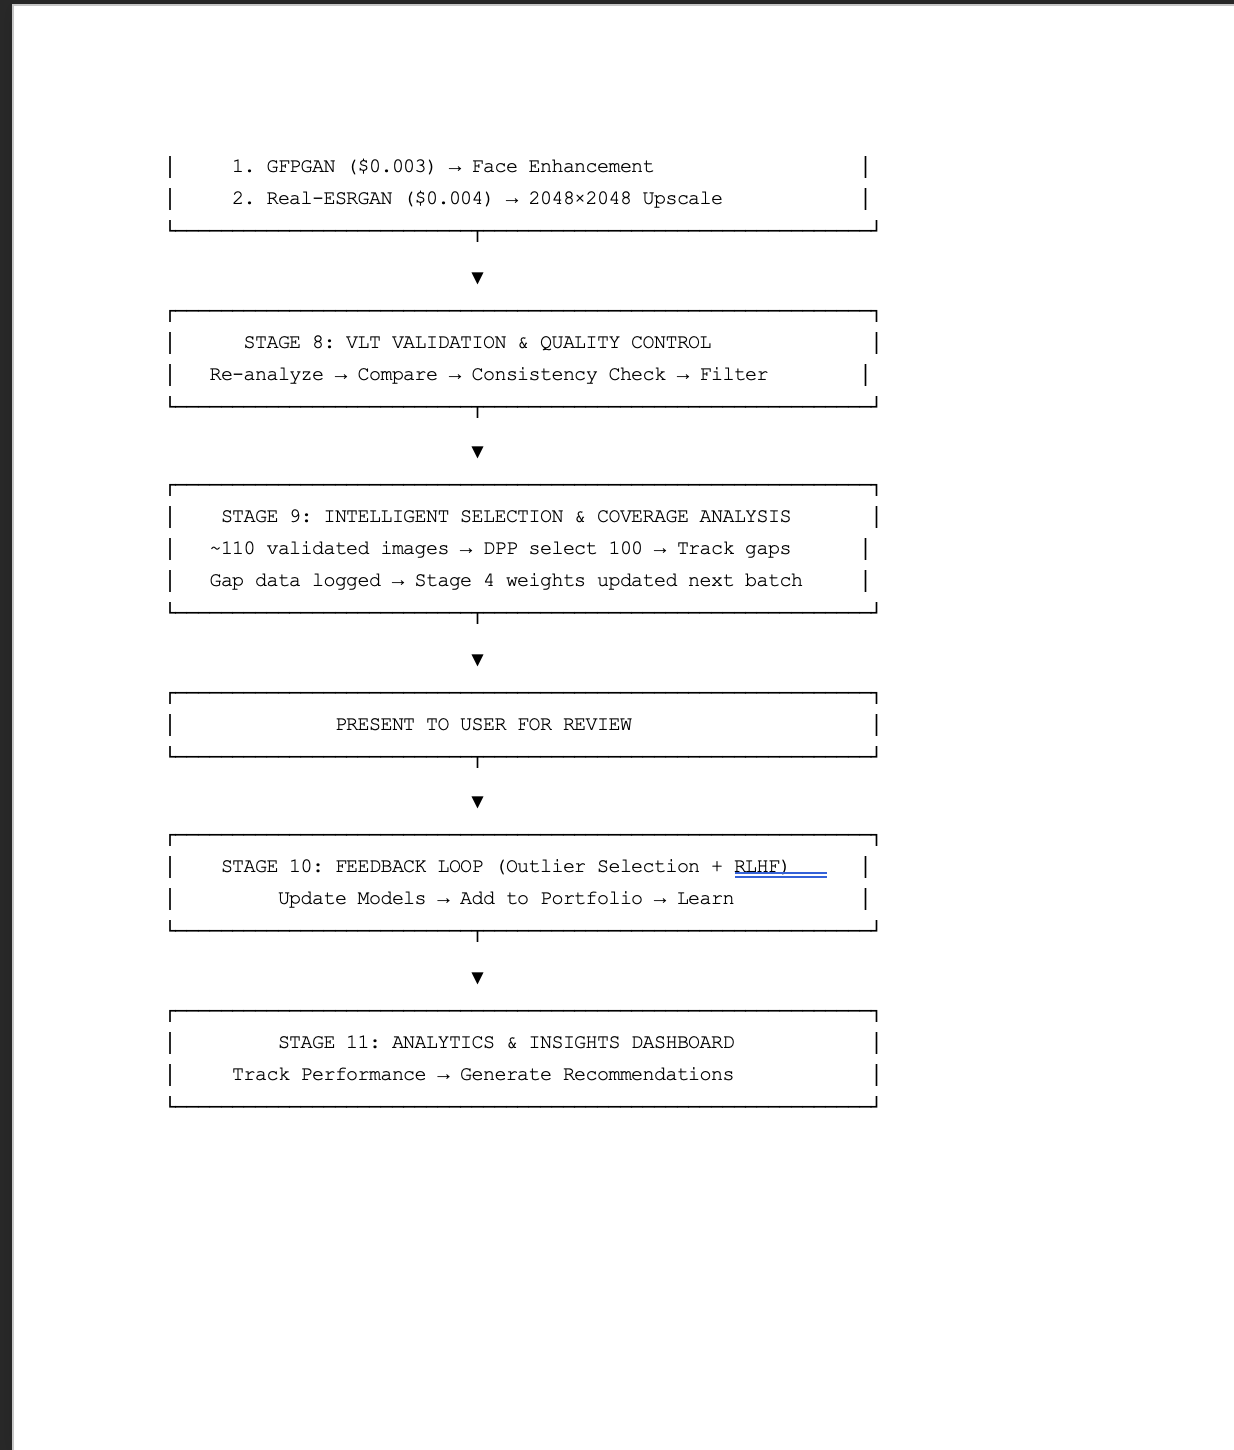 1. GFPGAN ($0.003) → Face Enhancement
2. Real-ESRGAN ($0.004) → 2048×2048 Upscale
▼
STAGE 8: VLT VALIDATION & QUALITY CONTROL
Re-analyze → Compare → Consistency Check → Filter
▼
STAGE 9: INTELLIGENT SELECTION & COVERAGE ANALYSIS
~110 validated images → DPP select 100 → Track gaps
Gap data logged → Stage 4 weights updated next batch
▼
PRESENT TO USER FOR REVIEW
▼
STAGE 10: FEEDBACK LOOP (Outlier Selection + RLHF)
Update Models → Add to Portfolio → Learn
▼
STAGE 11: ANALYTICS & INSIGHTS DASHBOARD
Track Performance → Generate Recommendations